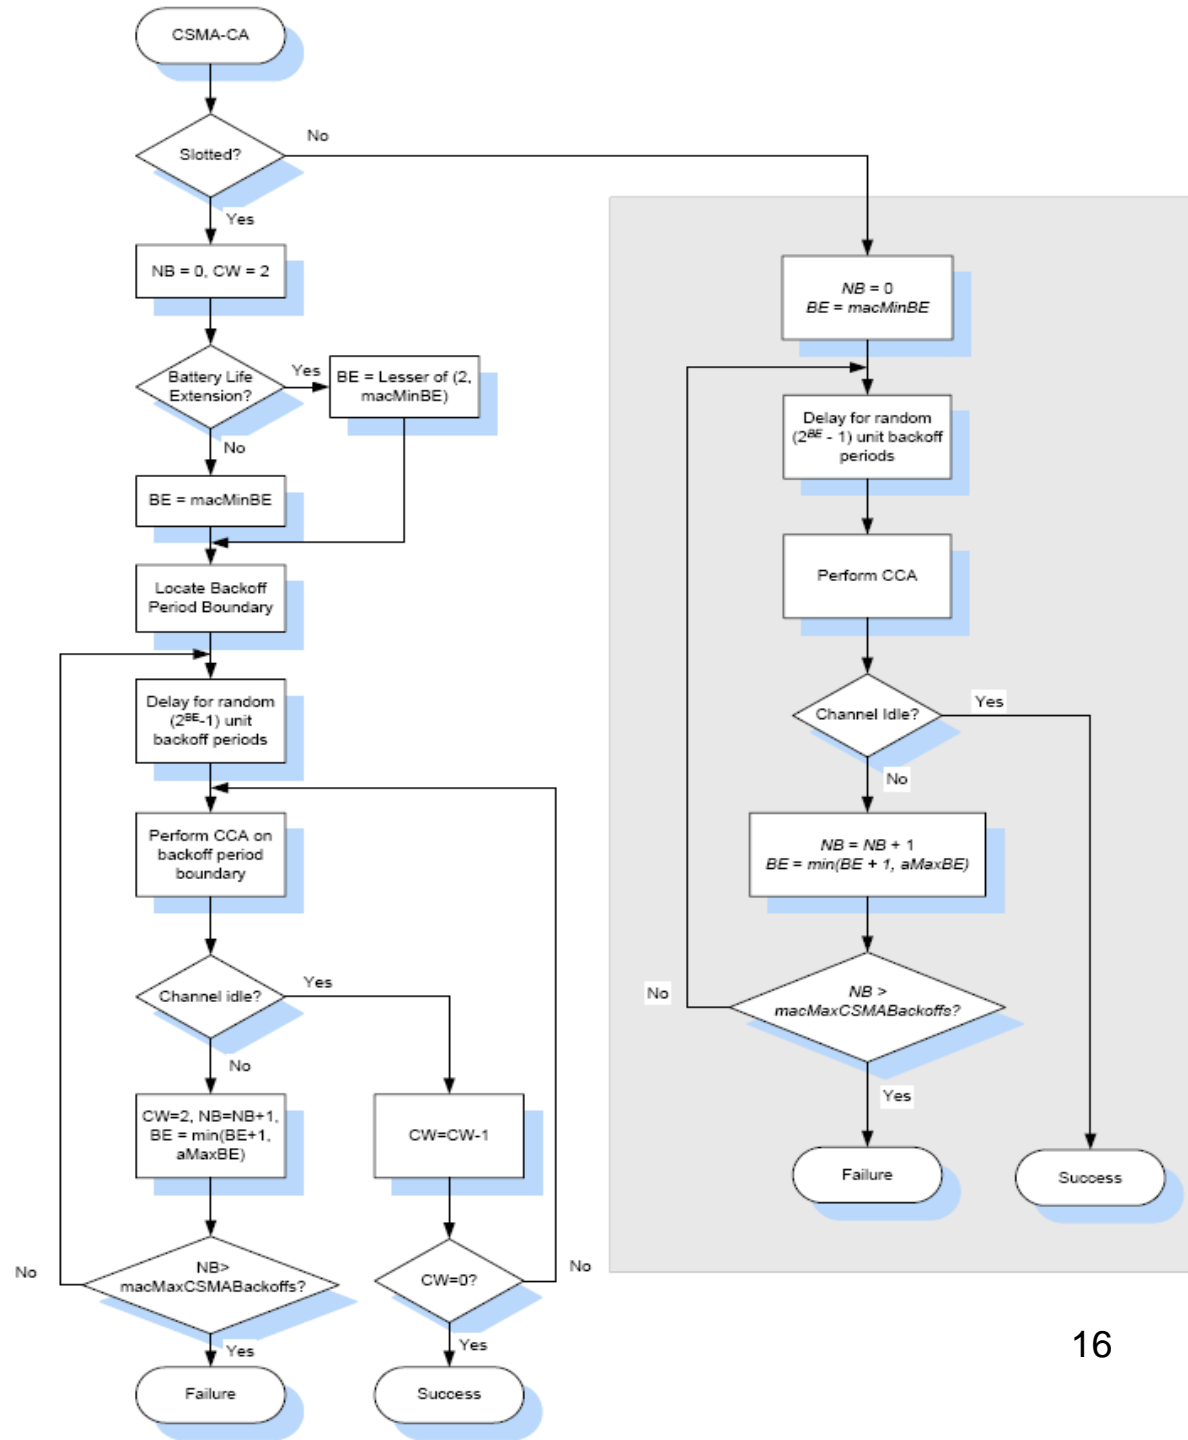 CSMA-CA
Slotted?
No
Yes
NB = 0, CW = 2
Battery Life
Extension?
Yes
BE = Lesser of (2,
macMinBE)
No
BE = macMinBE
Locate Backoff
Period Boundary
Delay for random
(2^BE-1) unit
backoff periods
Perform CCA on
backoff period
boundary
Channel idle?
Yes
No
CW=2, NB=NB+1,
BE = min(BE+1,
aMaxBE)
CW=CW-1
NB>
macMaxCSMABackoffs?
No
CW=0?
No
Yes
Yes
Failure
Success
NB = 0
BE = macMinBE
Delay for random
(2^BE - 1) unit backoff
periods
Perform CCA
Channel Idle?
Yes
No
NB = NB + 1
BE = min(BE + 1, aMaxBE)
NB >
macMaxCSMABackoffs?
No
Yes
Failure
Success
16